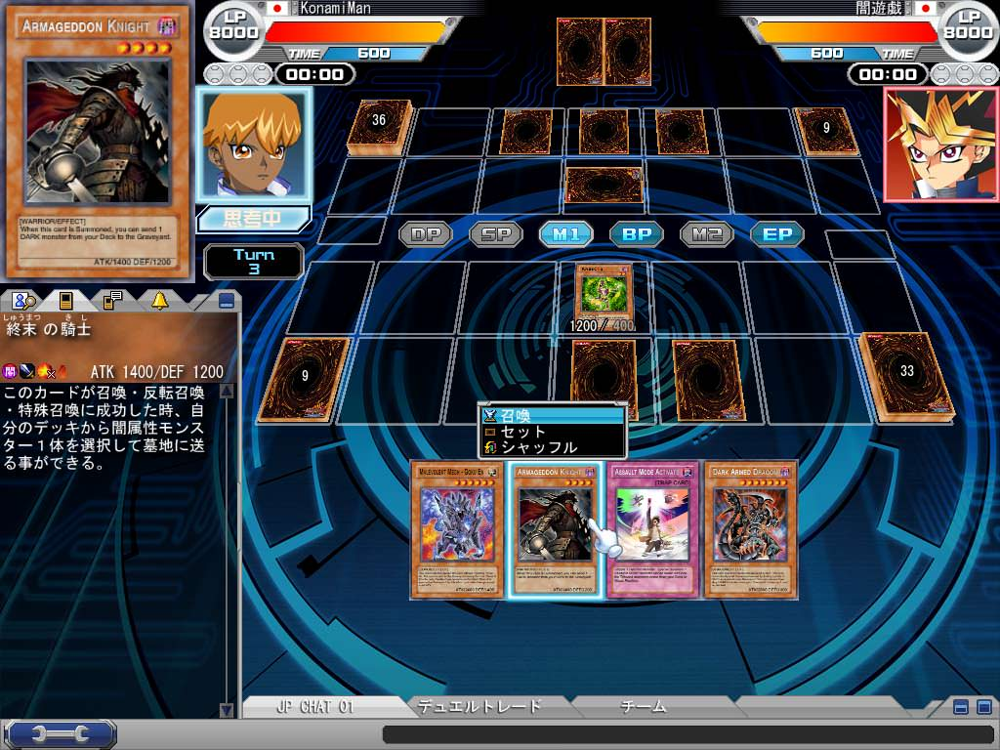 ARMAGEDDON KNIGHT
[WARRIOR/EFFECT]
When this card is Summoned, you can send 1
DARK monster from your Deck to the Graveyard.
ATK/1400 DEF/1200
LP
8000
KonamiMan
TIME
600
00:00
闇遊戯
LP
8000
600
TIME
00:00
思考中
Turn
3
36
9
DP
SP
M1
BP
M2
EP
1200/ 400
9
33
しゅうまつ き し
終末の騎士
闇
ATK 1400/DEF 1200
このカードが召喚・反転召喚
・特殊召喚に成功した時、自
分のデッキから闇属性モンス
ター１体を選択して墓地に送
る事ができる。
召喚
セット
シャッフル
MALEVOLENT MECH - GOKU EN
ARMAGEDDON KNIGHT
ASSAULT MODE ACTIVATE
[TRAP CARD]
DARK ARMED DRAGON
JP CHAT 01
デュエルトレード
チーム